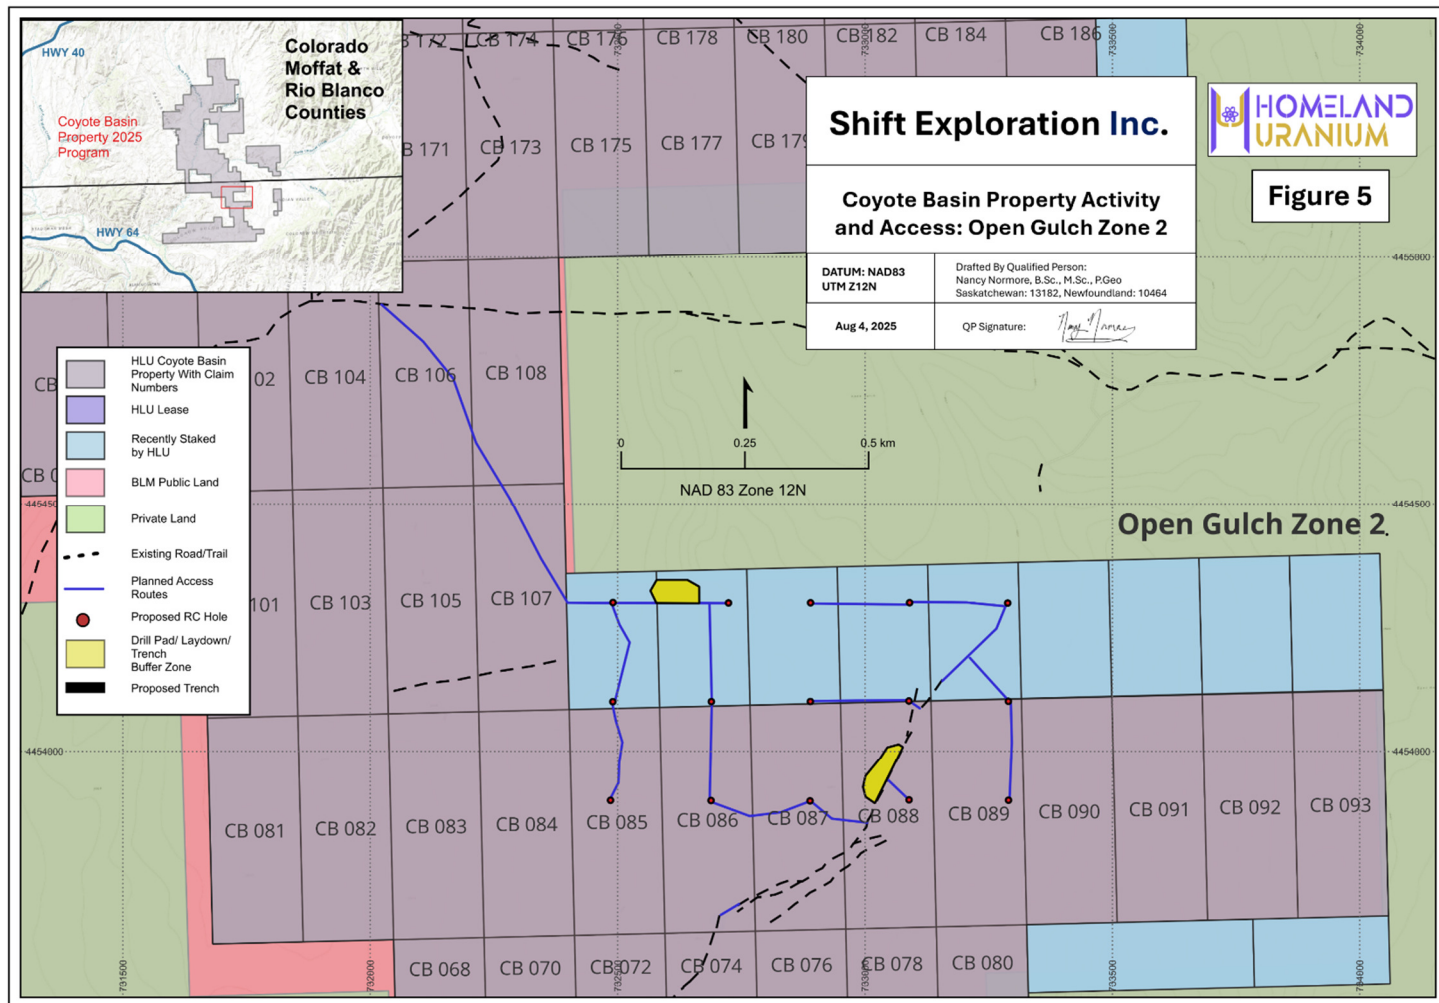 HWY 40
Colorado
Moffat &
Rio Blanco
Counties
Coyote Basin
Property 2025
Program
HWY 64
CB 174
CB 176
CB 178
CB 180
CB 182
CB 184
CB 186
CB 173
CB 175
CB 177
Shift Exploration Inc.
Coyote Basin Property Activity
and Access: Open Gulch Zone 2
DATUM: NAD83
UTM Z12N
Drafted By Qualified Person:
Nancy Normore, B.Sc., M.Sc., P.Geo
Saskatchewan: 13182, Newfoundland: 10464
Aug 4, 2025
QP Signature:
HOMELAND
URANIUM
Figure 5
4455000
HLU Coyote Basin
Property With Claim
Numbers
HLU Lease
Recently Staked
by HLU
BLM Public Land
Private Land
Existing Road/Trail
Planned Access
Routes
Proposed RC Hole
Drill Pad/ Laydown/
Trench
Buffer Zone
Proposed Trench
02
CB 104
CB 106
CB 108
0
0.25
0.5 km
NAD 83 Zone 12N
4454500
4454500
Open Gulch Zone 2
101
CB 103
CB 105
CB 107
4454000
4454000
CB 081
CB 082
CB 083
CB 084
CB 085
CB 086
CB 087
CB 088
CB 089
CB 090
CB 091
CB 092
CB 093
CB 068
CB 070
CB 072
CB 074
CB 076
CB 078
CB 080
731500
732000
732500
733500
734000
733500
734000